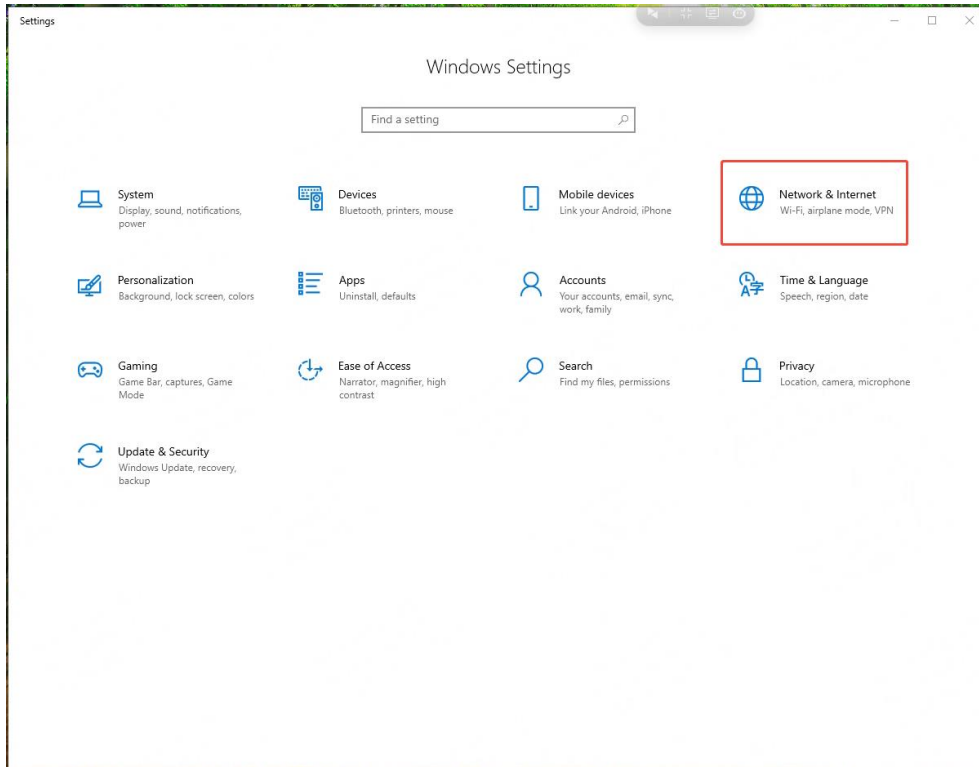 Settings
Windows Settings
Find a setting
System
Display, sound, notifications,
power
Devices
Bluetooth, printers, mouse
Mobile devices
Link your Android, iPhone
Network & Internet
Wi-Fi, airplane mode, VPN
Personalization
Background, lock screen, colors
Apps
Uninstall, defaults
Accounts
Your accounts, email, sync,
work, family
Time & Language
Speech, region, date
Gaming
Game Bar, captures, Game
Mode
Ease of Access
Narrator, magnifier, high
contrast
Search
Find my files, permissions
Privacy
Location, camera, microphone
Update & Security
Windows Update, recovery,
backup